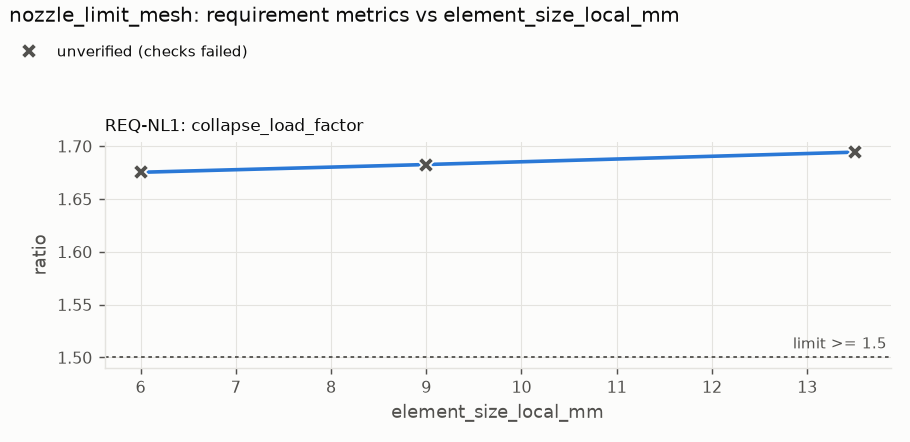 nozzle_limit_mesh: requirement metrics vs element_size_local_mm
unverified (checks failed)
REQ-NL1: collapse_load_factor
1.70
1.65
1.60
1.55
1.50
ratio
limit >= 1.5
6 7 8 9 10 11 12 13
element_size_local_mm